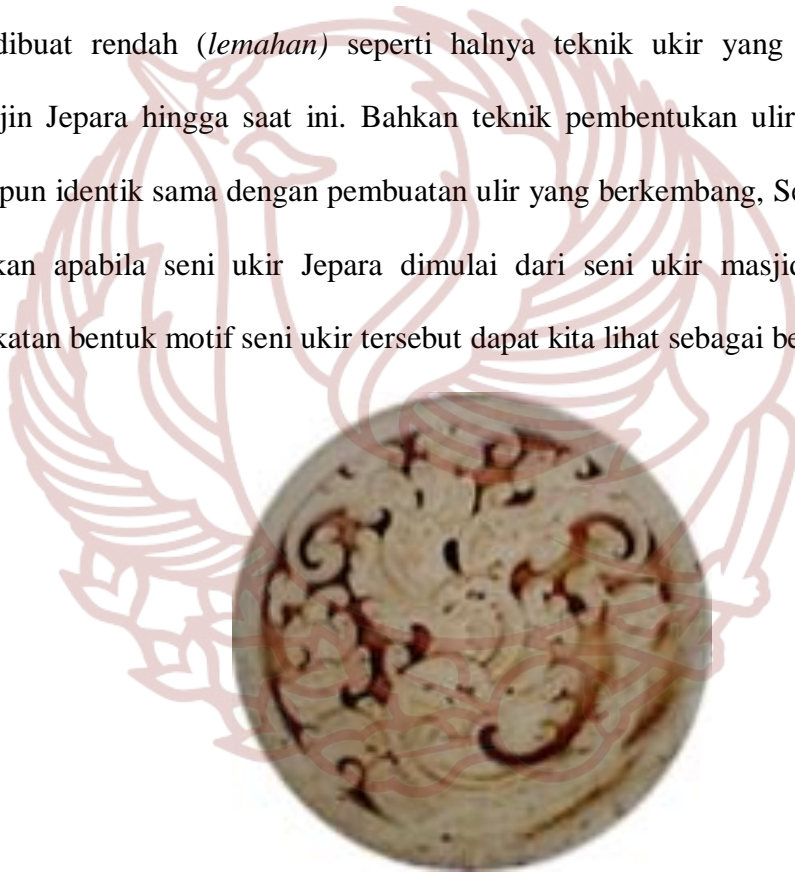 dibuat rendah (lemahan) seperti halnya teknik ukir yang
jin Jepara hingga saat ini. Bahkan teknik pembentukan ulir
pun identik sama dengan pembuatan ulir yang berkembang, Se
kan apabila seni ukir Jepara dimulai dari seni ukir masjid
katan bentuk motif seni ukir tersebut dapat kita lihat sebagai be